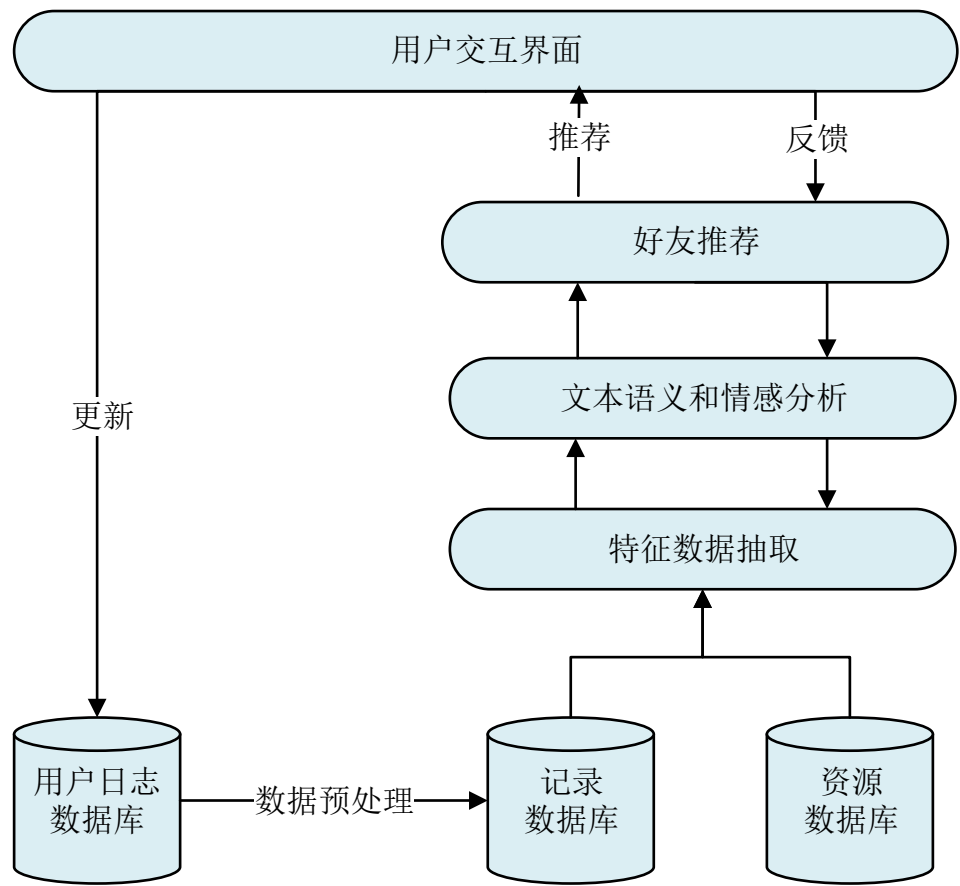 用户交互界面
推荐
反馈
好友推荐
文本语义和情感分析
更新
特征数据抽取
用户日志
数据库
数据预处理
记录
数据库
资源
数据库